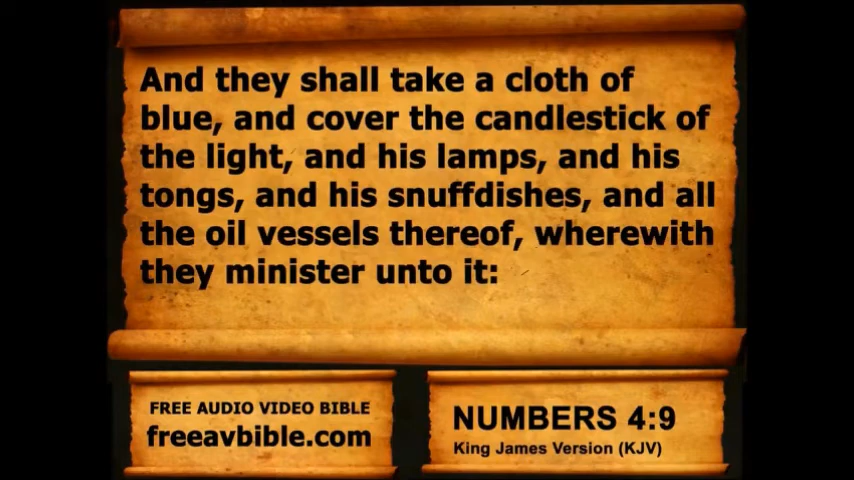 And they shall take a cloth of
blue, and cover the candlestick of
the light, and his lamps, and his
tongs, and his snuffdishes, and all
the oil vessels thereof, wherewith
they minister unto it:
FREE AUDIO VIDEO BIBLE
freeavbible.com
NUMBERS 4:9
King James Version (KJV)